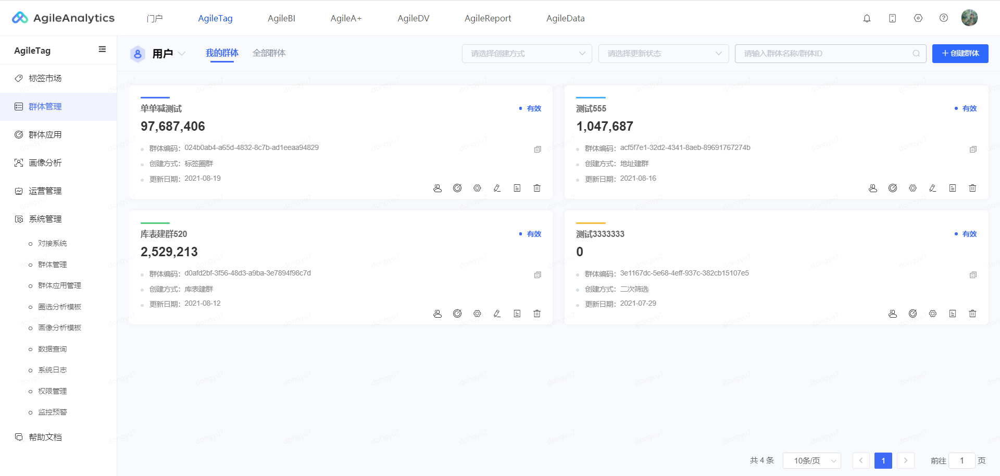 AgileAnalytics
门户
AgileTag
AgileBI
AgileA+
AgileDV
AgileReport
AgileData
AgileTag
标签市场
群体管理
群体应用
画像分析
运营管理
系统管理
对接系统
群体管理
群体应用管理
圈选分析模板
画像分析模板
数据查询
系统日志
权限管理
监控预警
帮助文档
用户
我的群体
全部群体
请选择创建方式
请选择更新状态
请输入群体名称/群体ID
+ 创建群体
单单减测试
有效
97,687,406
群体编码：024b0ab4-a65d-4832-8c7b-ad1eeaa94829
创建方式：标签圈群
更新日期：2021-08-19
测试555
有效
1,047,687
群体编码：acf5f7e1-32d2-4341-8aeb-89691767274b
创建方式：地址建群
更新日期：2021-08-16
库表建群520
有效
2,529,213
群体编码：d0afd2bf-3f56-48d3-a9ba-3e7894f98c7d
创建方式：库表建群
更新日期：2021-08-12
测试3333333
有效
0
群体编码：3e1167dc-5e68-4eff-937c-382cb15107e5
创建方式：二次筛选
更新日期：2021-07-29
共 4 条
10条/页
1
前往 1 页
dongyu7